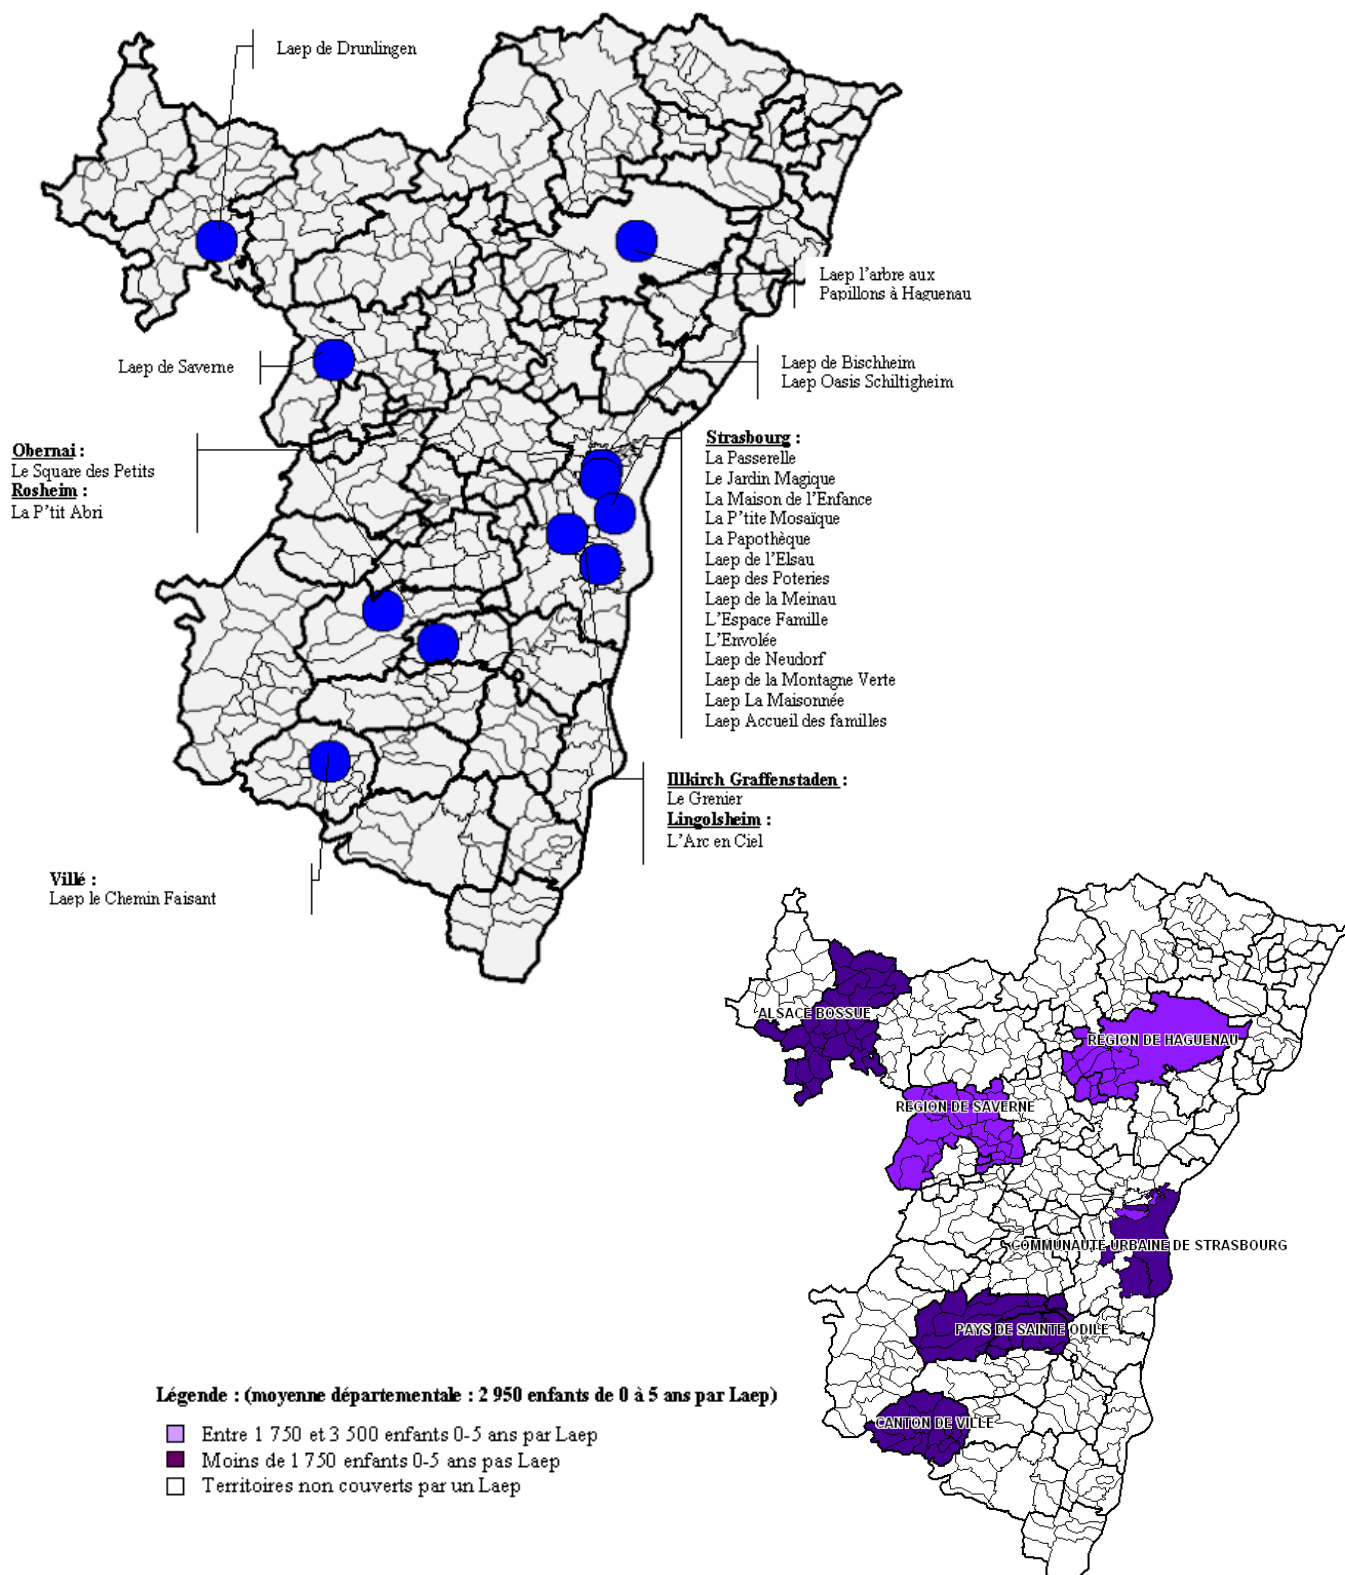 Laep de Drunlingen
Laep l'arbre aux
Papillons à Haguenau
Laep de Saverne
Laep de Bischheim
Laep Oasis Schiltigheim
Obernai :
Le Square des Petits
Rosheim :
La P'tit Abri
Strasbourg :
La Passerelle
Le Jardin Magique
La Maison de l'Enfance
La P'tite Mosaïque
La Papothèque
Laep de l'Elsau
Laep des Poteries
Laep de la Meinau
L'Espace Famille
L'Envolée
Laep de Neudorf
Laep de la Montagne Verte
Laep La Maisonnée
Laep Accueil des familles
Illkirch Graffenstaden :
Le Grenier
Lingolsheim :
L'Arc en Ciel
Villé :
Laep le Chemin Faisant
ALSACE BOSSUE
REGION DE HAGUENAU
REGION DE SAVERNE
COMMUNAUTE URBAINE DE STRASBOURG
PAYS DE SAINTE ODILE
CANTON DE VILLE
Légende : (moyenne départementale : 2 950 enfants de 0 à 5 ans par Laep)
Entre 1 750 et 3 500 enfants 0-5 ans par Laep
Moins de 1 750 enfants 0-5 ans pas Laep
Territoires non couverts par un Laep